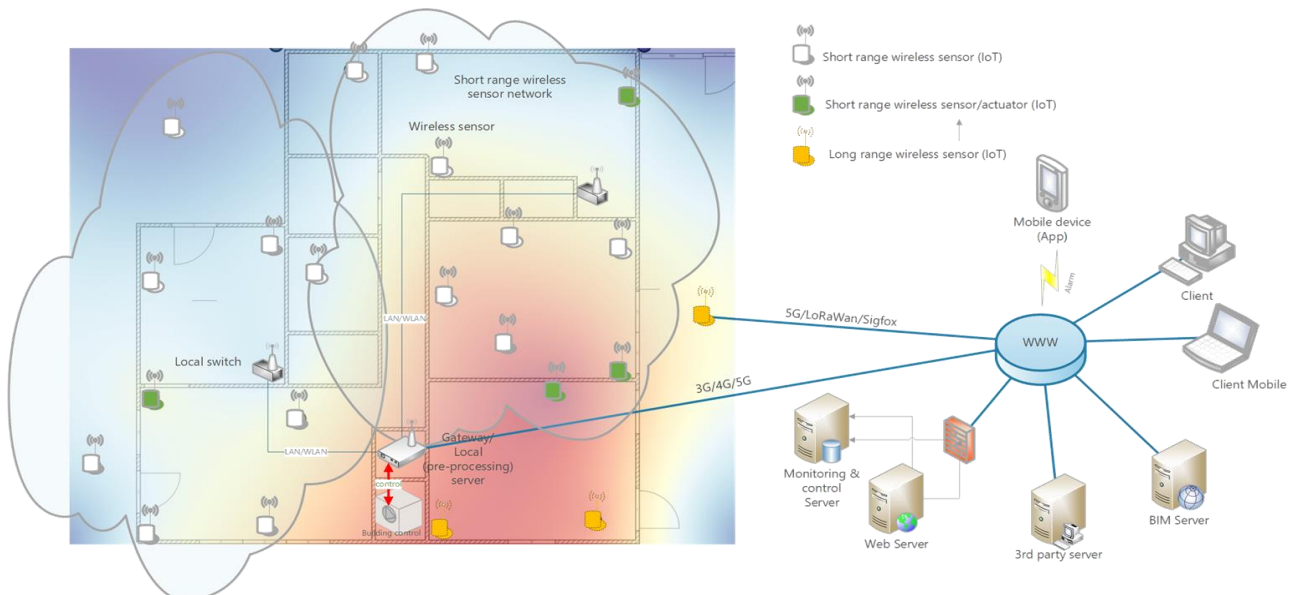 Short range wireless sensor (IoT)
Short range wireless
sensor network
Short range wireless sensor/actuator (IoT)
Wireless sensor
Long range wireless sensor (IoT)
Mobile device
(App)
Alarm
Client
LAN/WLAN
5G/LoRaWan/Sigfox
WWW
Local switch
Client Mobile
3G/4G/5G
Gateway/
Local
(pre-processing)
server
LAN/WLAN
control
Building control
Monitoring &
control
Server
Web Server
3rd party server
BIM Server